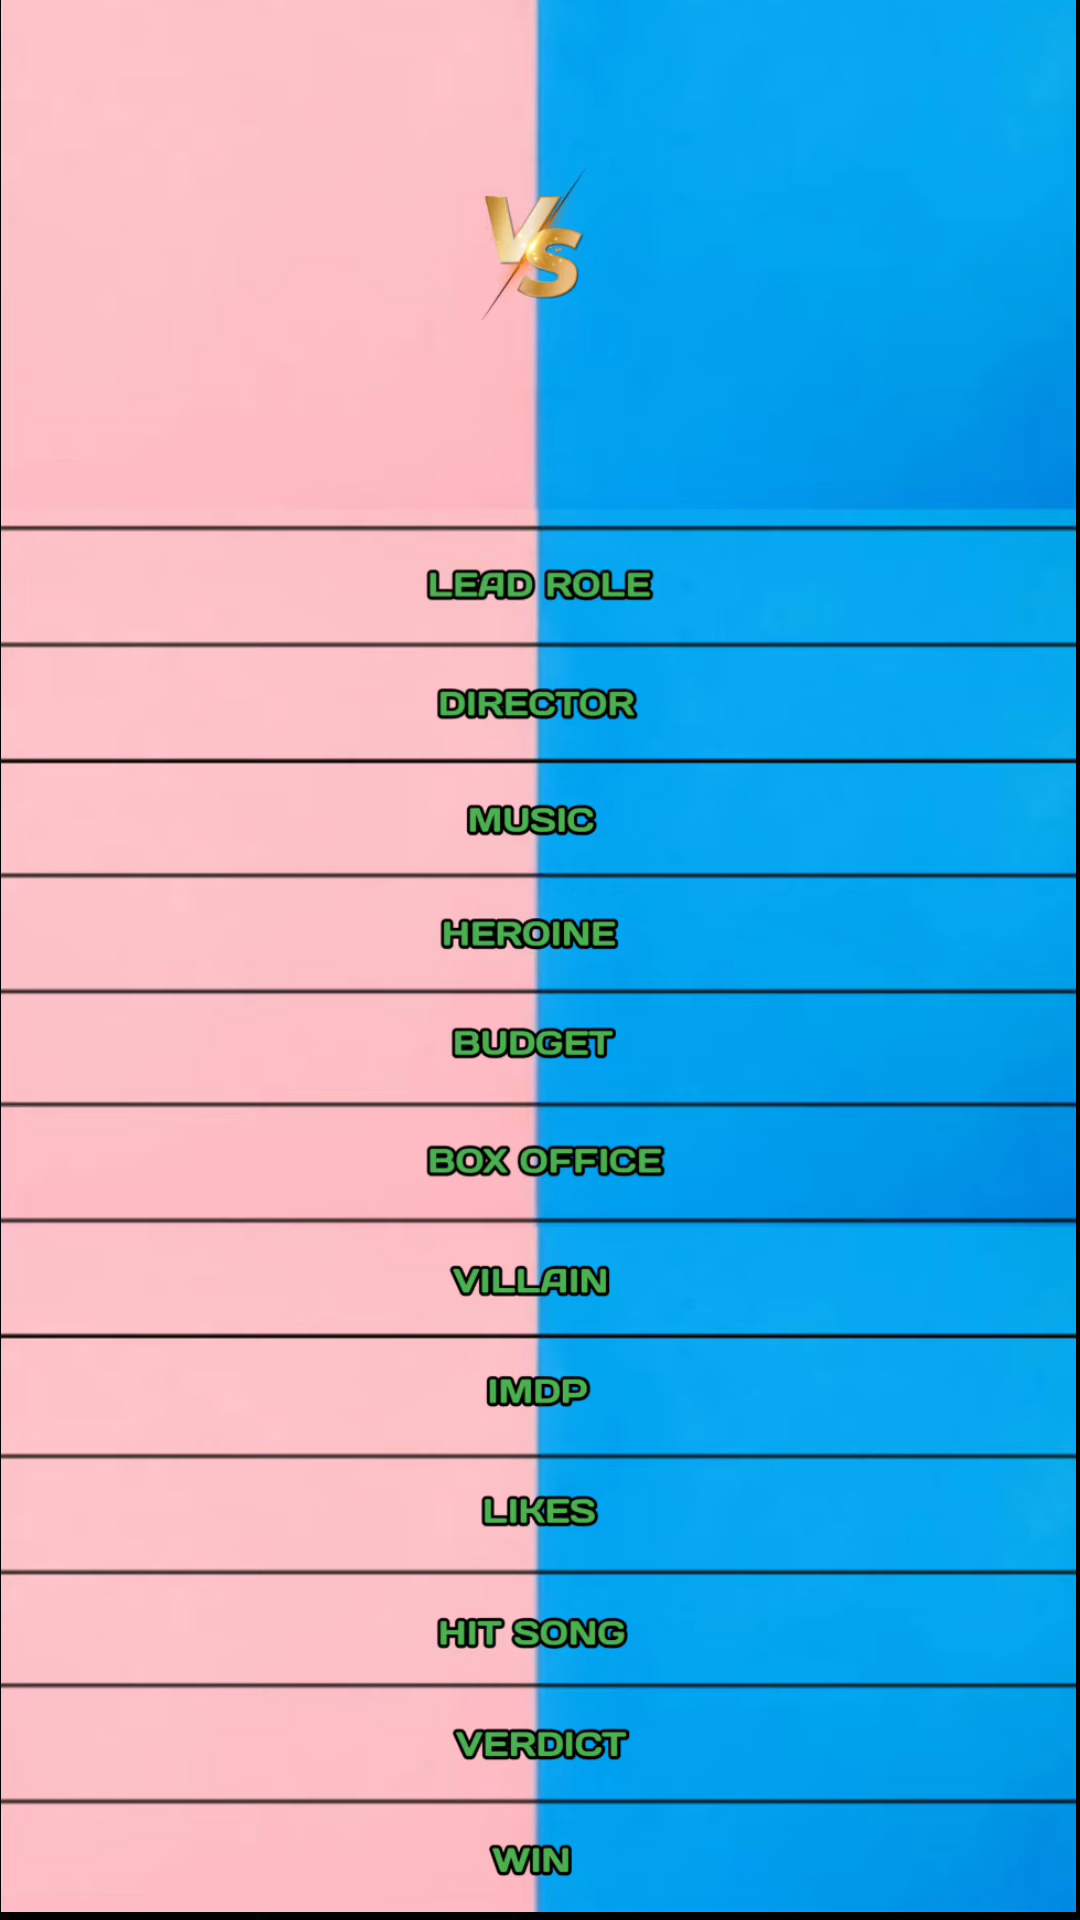 VS
LEAD ROLE
DIRECTOR
MUSIC
HEROINE
BUDGET
BOX OFFICE
VILLAIN
IMDP
LIKES
HIT SONG
VERDICT
WIN